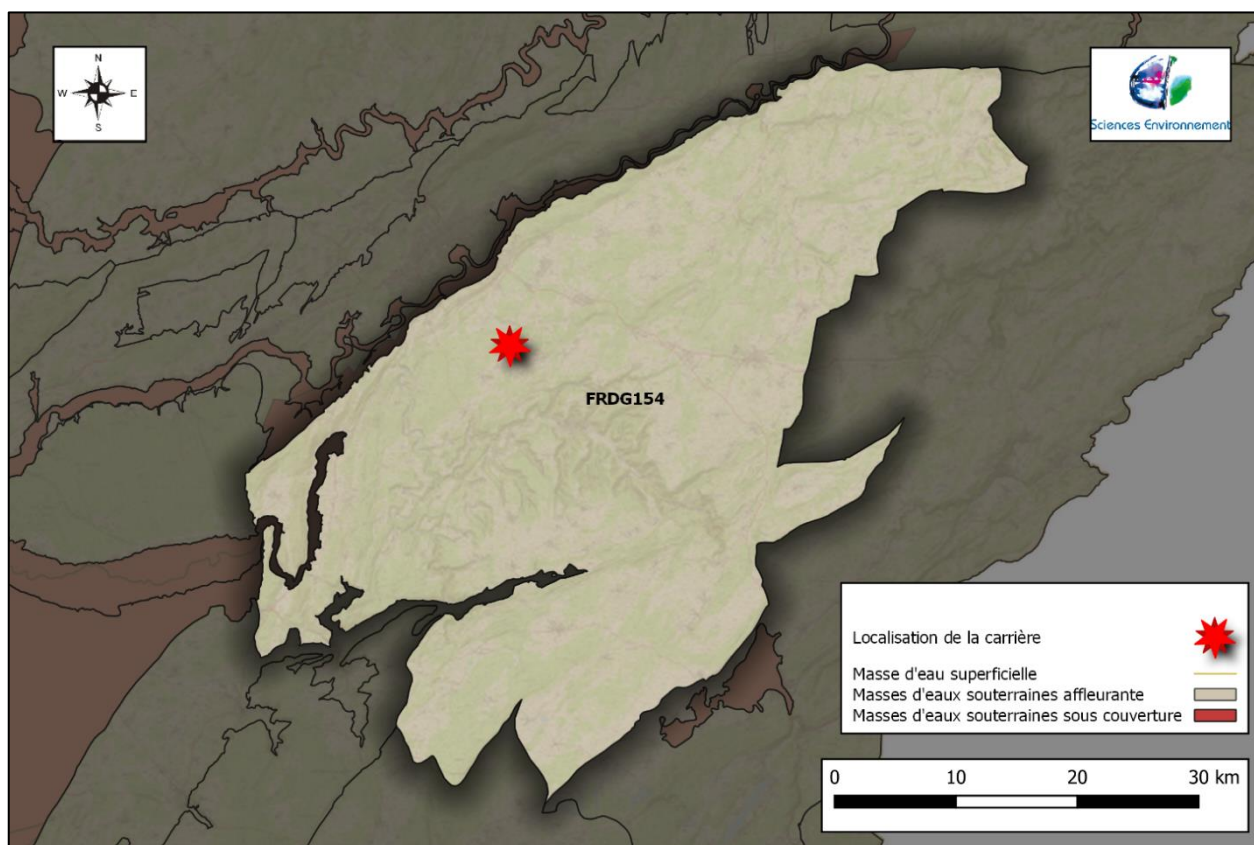 N
W E
S
Sciences Environnement
FRDG154
Localisation de la carrière
Masse d'eau superficielle
Masses d'eaux souterraines affleurante
Masses d'eaux souterraines sous couverture
0 10 20 30 km